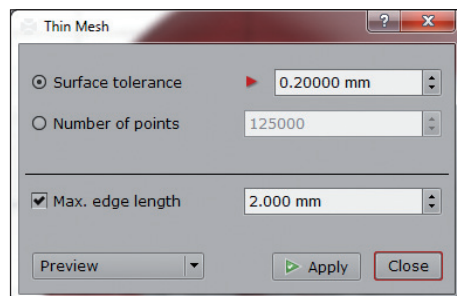 Thin Mesh
? X
Surface tolerance 0.20000 mm
Number of points 125000
Max. edge length 2.000 mm
Preview Apply Close